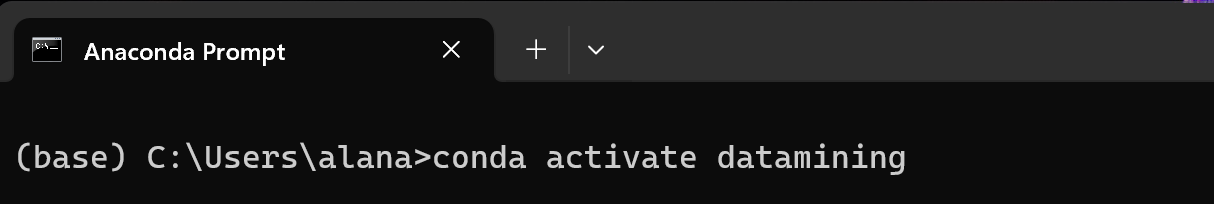 Anaconda Prompt
(base) C:\Users\alana>conda activate datamining